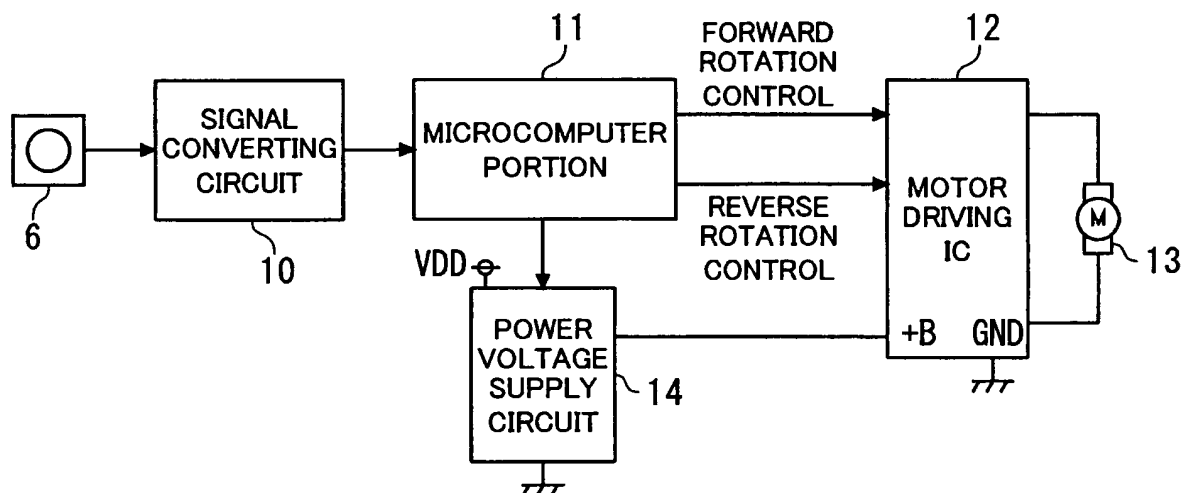 11
FORWARD
ROTATION
CONTROL
12
SIGNAL
CONVERTING
CIRCUIT
MICROCOMPUTER
PORTION
MOTOR
DRIVING
IC
M
6
10
REVERSE
ROTATION
CONTROL
13
VDD
POWER
VOLTAGE
SUPPLY
CIRCUIT
14
+B GND